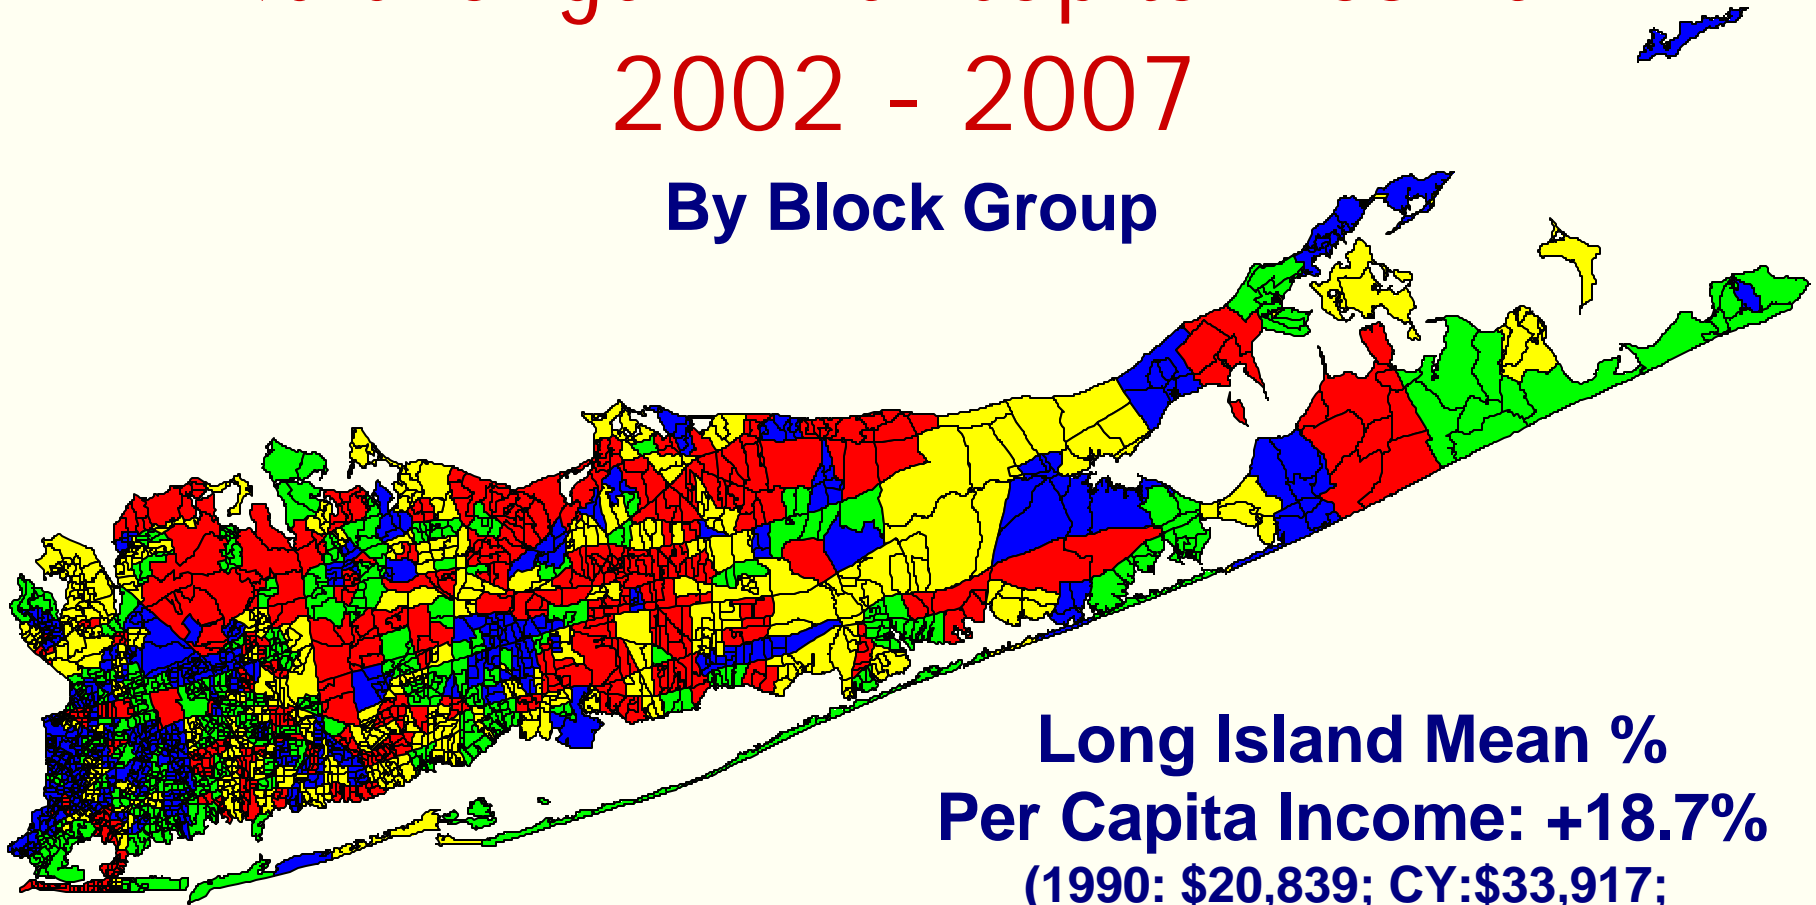 2002 - 2007
By Block Group
Long Island Mean %
Per Capita Income: +18.7%
(1990: $20,839; CY:$33,917;